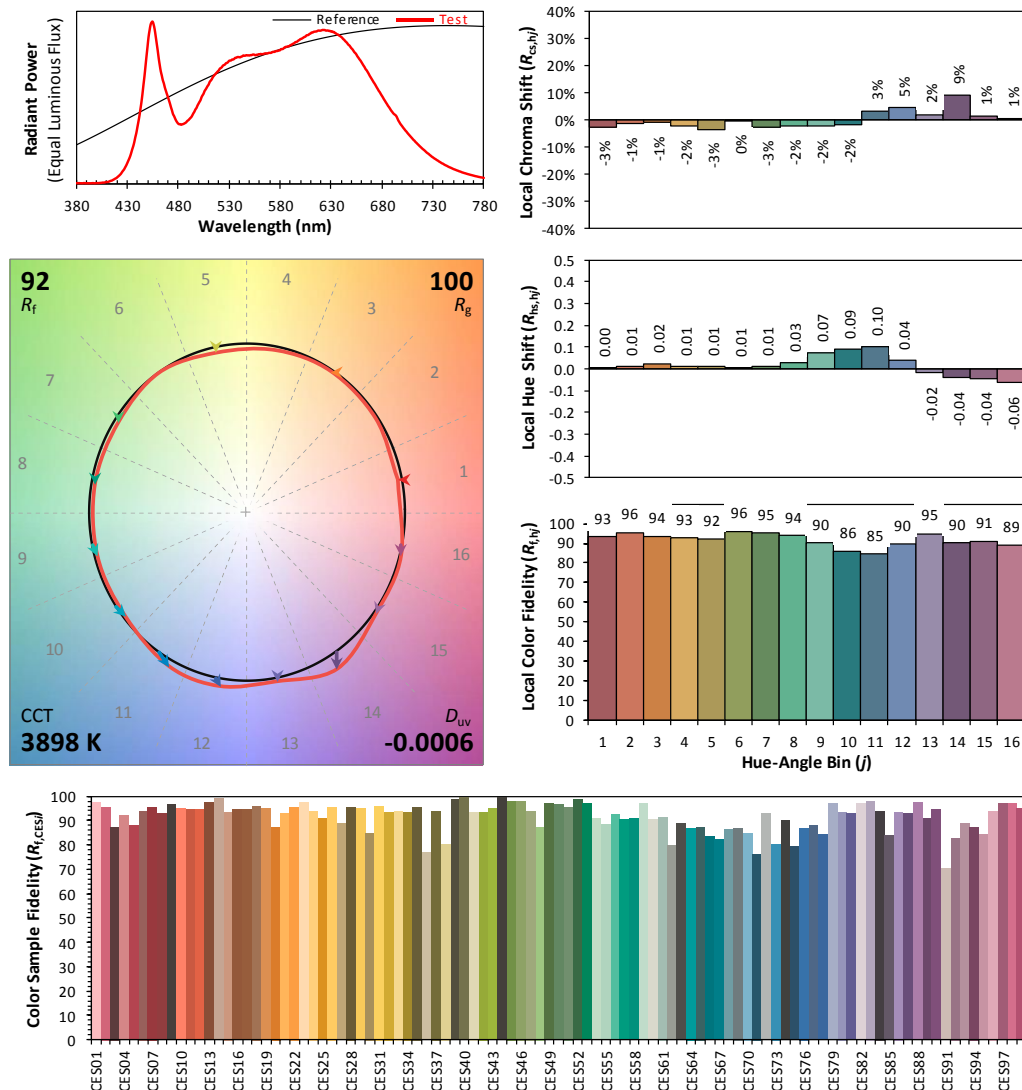 Reference
Test
Radiant Power
(Equal Luminous Flux)
380 430 480 530 580 630 680 730 780
Wavelength (nm)
Local Chroma Shift (Rcs,hj)
40%
30%
20%
10%
0%
-10%
-20%
-30%
-40%
-3% -1% -1% -2% -3% 0% -3% -2% -2% -2% 3% 5% 2% 9% 1% 1%
92
Rf
100
Rg
1
2
3
4
5
6
7
8
9
10
11
12
13
14
15
16
CCT
3898 K
Duv
-0.0006
Local Hue Shift (Rhs,hj)
0.5
0.4
0.3
0.2
0.1
0.0
-0.1
-0.2
-0.3
-0.4
-0.5
0.00 0.01 0.02 0.01 0.01 0.01 0.01 0.03 0.07 0.09 0.10 0.04 -0.02 -0.04 -0.04 -0.06
Local Color Fidelity (Rf,hj)
100
90
80
70
60
50
40
30
20
10
0
93 96 94 93 92 96 95 94 90 86 85 90 95 90 91 89
1 2 3 4 5 6 7 8 9 10 11 12 13 14 15 16
Hue-Angle Bin (j)
Color Sample Fidelity (Rf,CESi)
100
90
80
70
60
50
40
30
20
10
0
CES01 CES04 CES07 CES10 CES13 CES16 CES19 CES22 CES25 CES28 CES31 CES34 CES37 CES40 CES43 CES46 CES49 CES52 CES55 CES58 CES61 CES64 CES67 CES70 CES73 CES76 CES79 CES82 CES85 CES88 CES91 CES94 CES97